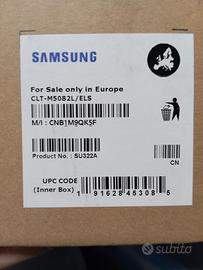 SAMSUNG
For Sale only in Europe
CLT-M5082L/ELS
M/I : CNB1M9QK5F
Product No. : SU322A
CN
UPC CODE
(Inner Box)
1 91628 45308 5
subito